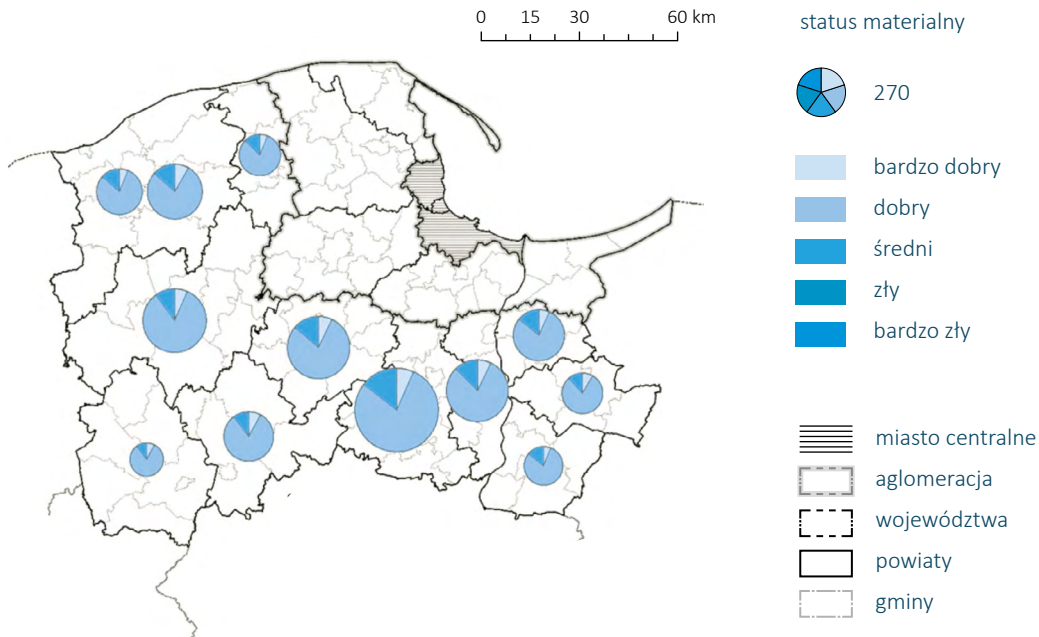 0 15 30 60 km
status materialny
270
bardzo dobry
dobry
średni
zły
bardzo zły
miasto centralne
aglomeracja
województwa
powiaty
gminy